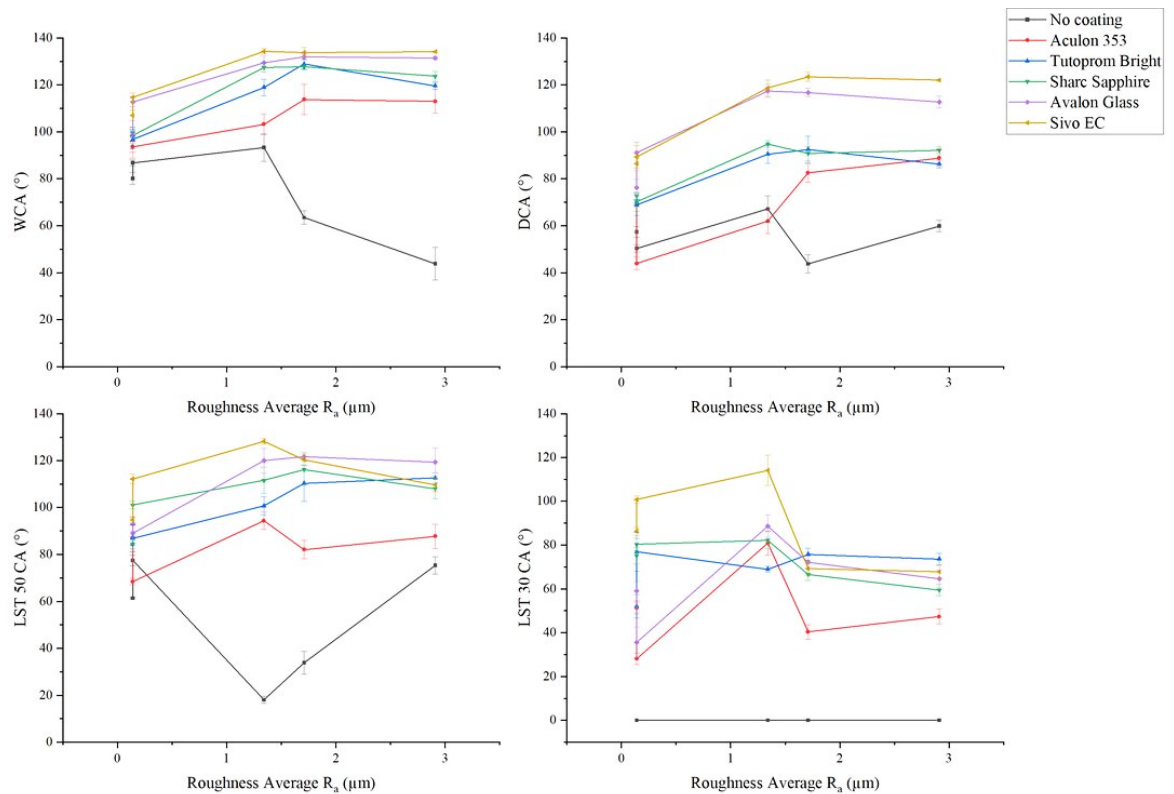 No coating
Aculon 353
Tutoprom Bright
Sharc Sapphire
Avalon Glass
Sivo EC
WCA (°)
140
120
100
80
60
40
20
0
0 1 2 3
Roughness Average Rₐ (µm)
DCA (°)
140
120
100
80
60
40
20
0
0 1 2 3
Roughness Average Rₐ (µm)
LST 50 CA (°)
140
120
100
80
60
40
20
0
0 1 2 3
Roughness Average Rₐ (µm)
LST 30 CA (°)
140
120
100
80
60
40
20
0
0 1 2 3
Roughness Average Rₐ (µm)